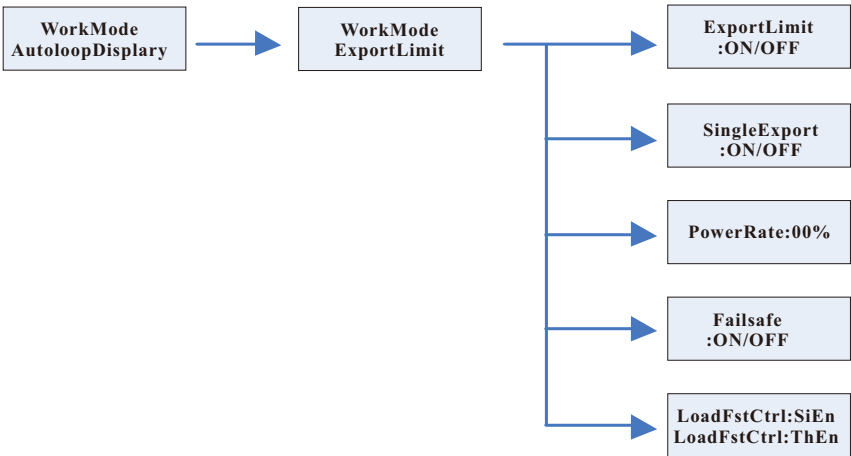 WorkMode
AutoloopDisplary
WorkMode
ExportLimit
ExportLimit
:ON/OFF
SingleExport
:ON/OFF
PowerRate:00%
Failsafe
:ON/OFF
LoadFstCtrl:SiEn
LoadFstCtrl:ThEn